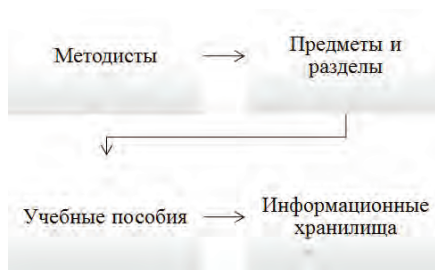 Методисты
Предметы и
разделы
Учебные пособия
Информационные
хранилища